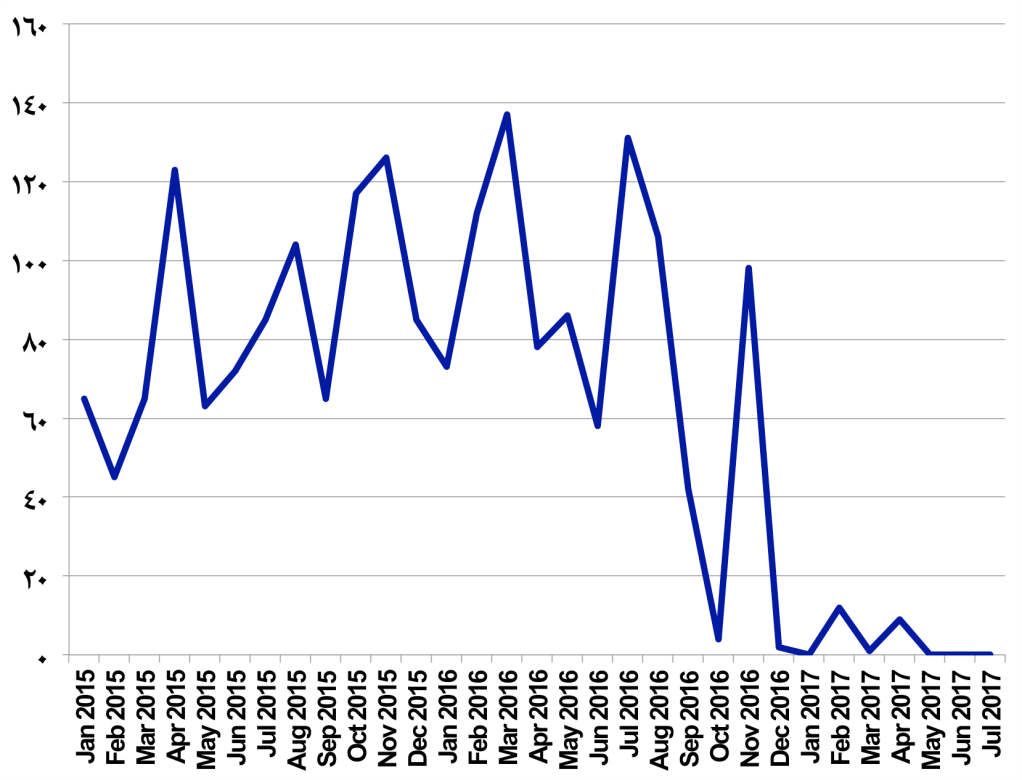 ١٦٠
١٤٠
١٢٠
١٠٠
٨٠
٦٠
٤٠
٢٠
٠
Jan 2015
Feb 2015
Mar 2015
Apr 2015
May 2015
Jun 2015
Jul 2015
Aug 2015
Sep 2015
Oct 2015
Nov 2015
Dec 2015
Jan 2016
Feb 2016
Mar 2016
Apr 2016
May 2016
Jun 2016
Jul 2016
Aug 2016
Sep 2016
Oct 2016
Nov 2016
Dec 2016
Jan 2017
Feb 2017
Mar 2017
Apr 2017
May 2017
Jun 2017
Jul 2017